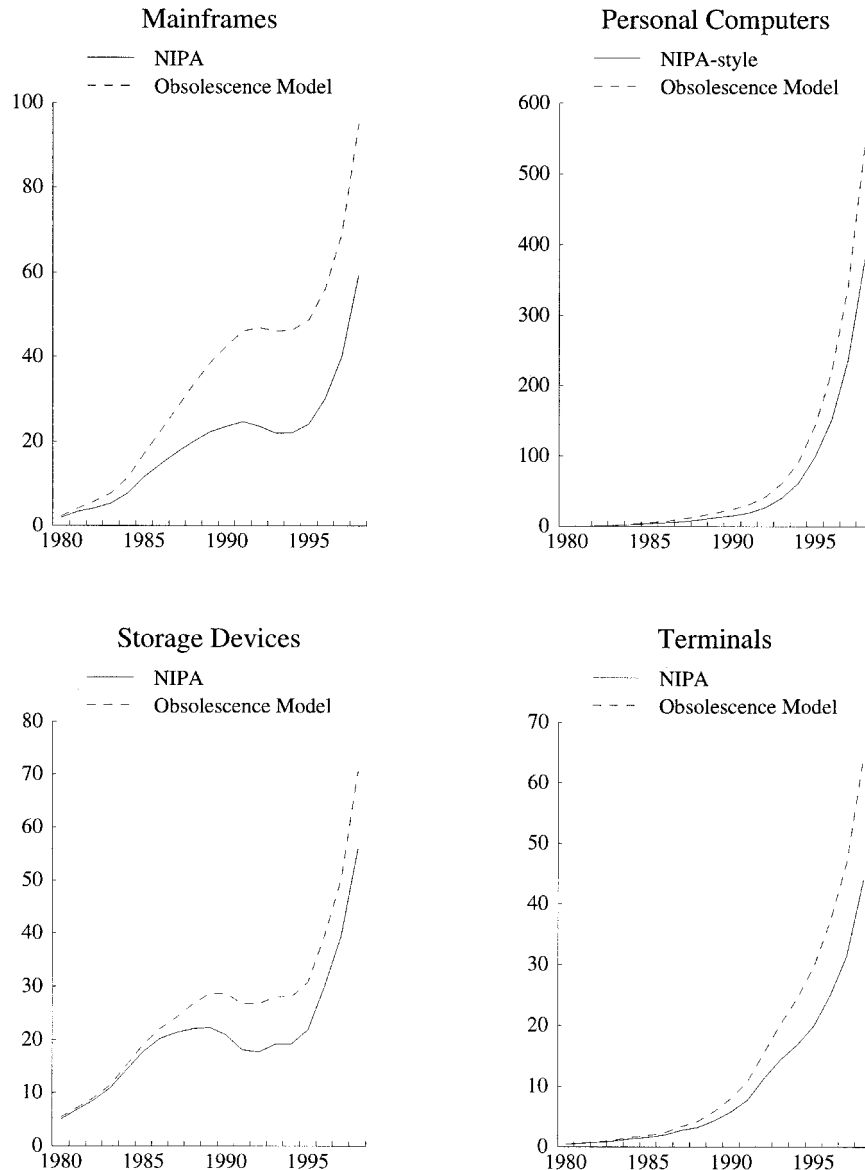 Mainframes
NIPA
Obsolescence Model
100
80
60
40
20
0
1980 1985 1990 1995
Personal Computers
NIPA-style
Obsolescence Model
600
500
400
300
200
100
0
1980 1985 1990 1995
Storage Devices
NIPA
Obsolescence Model
80
70
60
50
40
30
20
10
0
1980 1985 1990 1995
Terminals
NIPA
Obsolescence Model
70
60
50
40
30
20
10
0
1980 1985 1990 1995